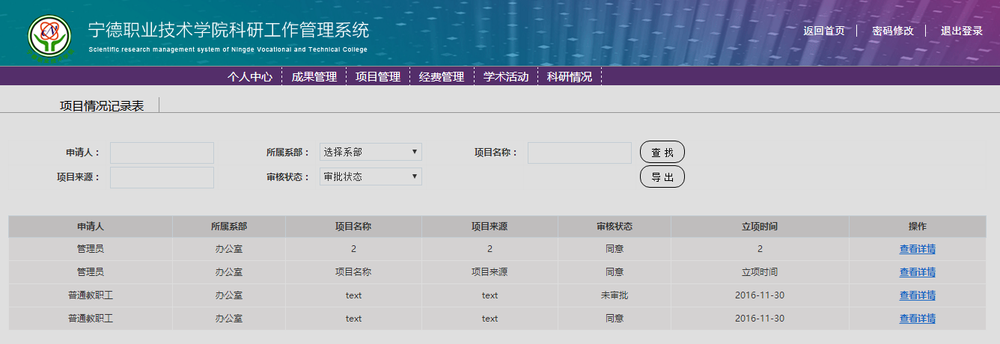 宁德职业技术学院科研工作管理系统
Scientific research management system of Ningde Vocational and Technical College
返回首页 密码修改 退出登录
个人中心 成果管理 项目管理 经费管理 学术活动 科研情况
项目情况记录表
申请人： 所属系部： 选择系部 项目名称： 查 找
项目来源： 审核状态： 审批状态 导 出
申请人 所属系部 项目名称 项目来源 审核状态 立项时间 操作
管理员 办公室 2 2 同意 2 查看详情
管理员 办公室 项目名称 项目来源 同意 立项时间 查看详情
普通教职工 办公室 text text 未审批 2016-11-30 查看详情
普通教职工 办公室 text text 同意 2016-11-30 查看详情